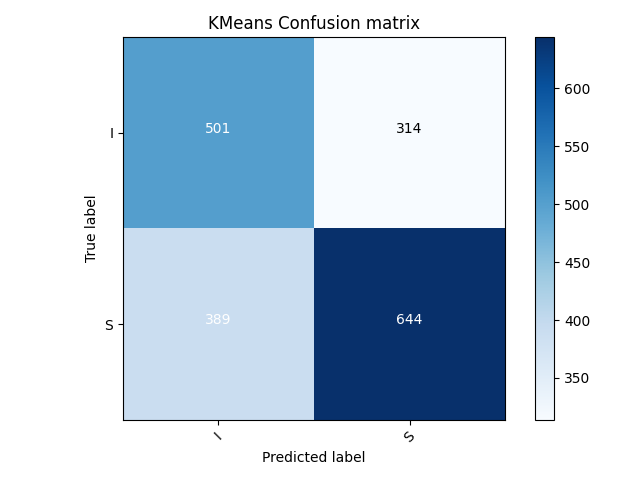 KMeans Confusion matrix
True label
I
501
314
S
389
644
I
S
Predicted label
600
550
500
450
400
350